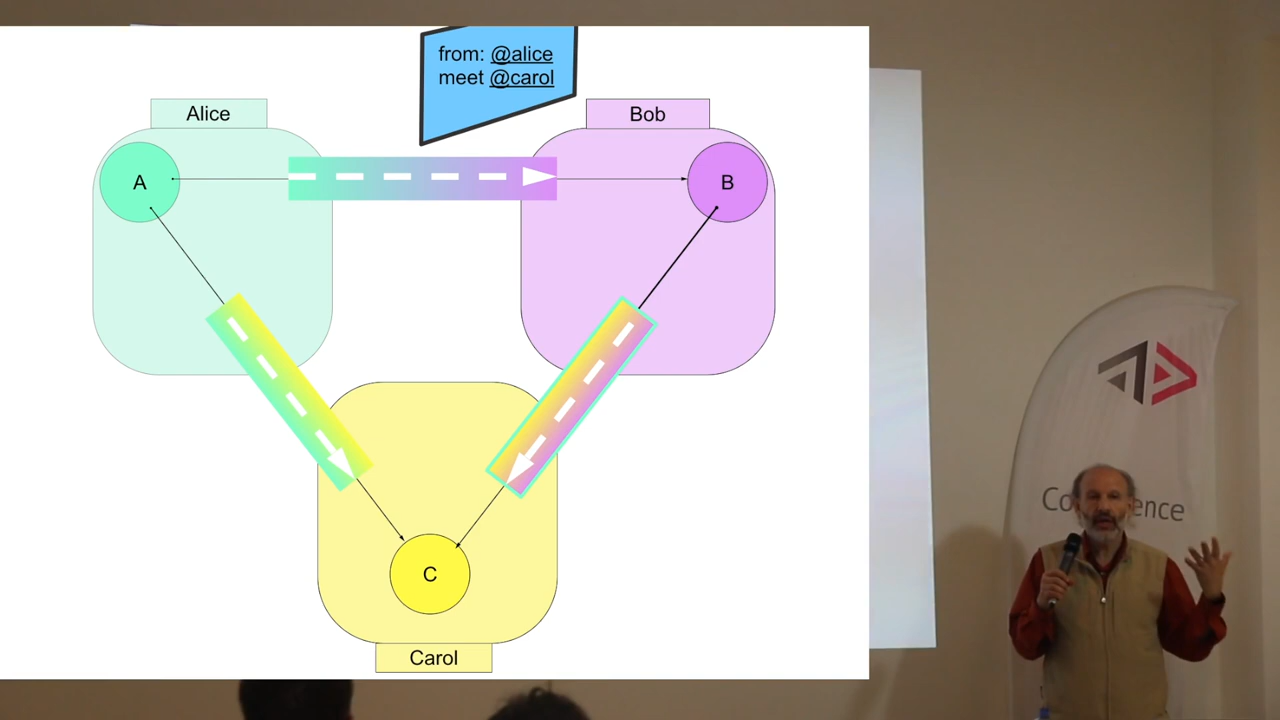 from: @alice
meet @carol
Alice
Bob
A
B
C
Carol